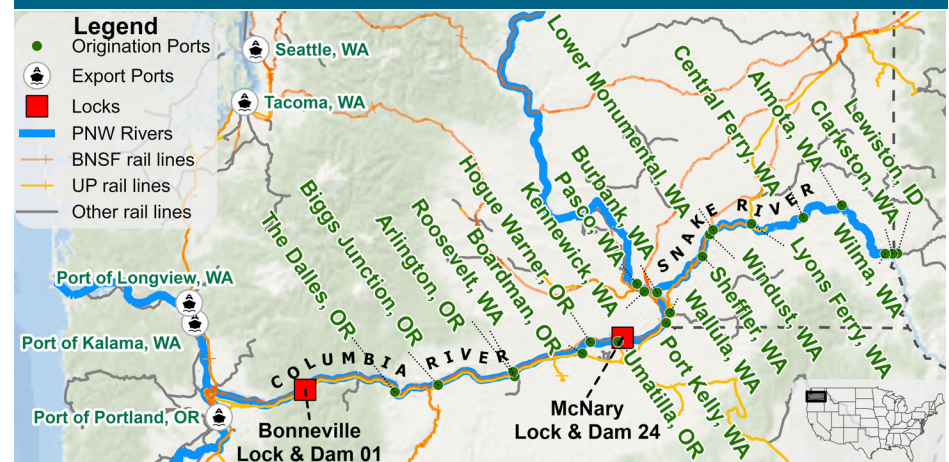 Legend
Origination Ports
Export Ports
Locks
PNW Rivers
BNSF rail lines
UP rail lines
Other rail lines
Seattle, WA
Tacoma, WA
Port of Longview, WA
Port of Kalama, WA
Port of Portland, OR
The Dalles, OR
Biggs Junction, OR
Arlington, OR
Roosevelt, WA
Boardman, OR
Hogue Warner, OR
Kennewick, WA
Pasco, WA
Burbank, WA
Lower Monumental, WA
Central Ferry, WA
Almota, WA
Clarkston, WA
Lewiston, ID
SNAKE RIVER
COLUMBIA RIVER
Wilma, WA
Lyons Ferry, WA
Windust, WA
Sheffler, WA
Wallula, WA
Port Kelly, WA
Umatilla, OR
Bonneville
Lock & Dam 01
McNary
Lock & Dam 24